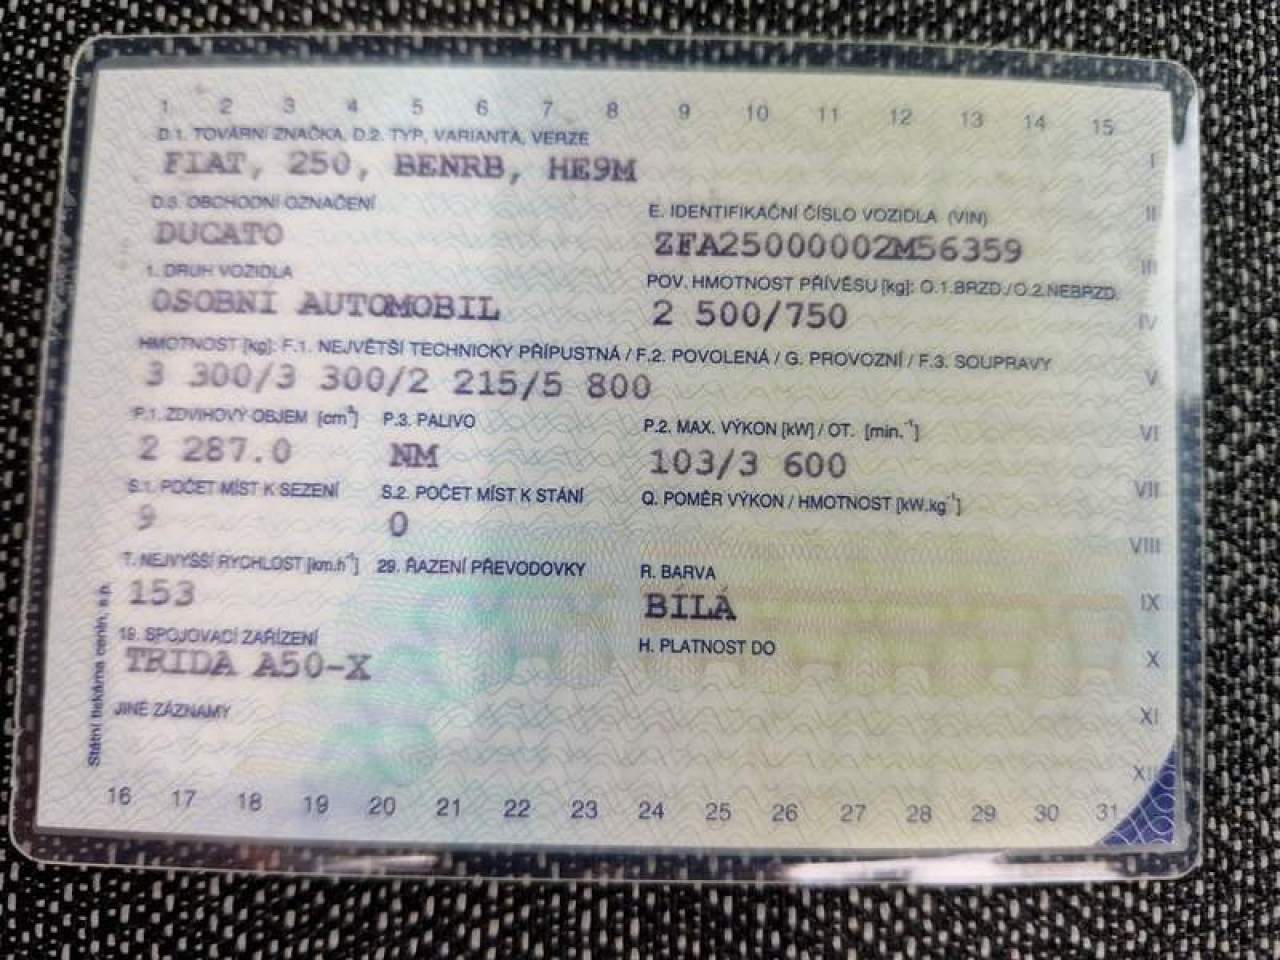 1 2 3 4 5 6 7 8 9 10 11 12 13 14 15
D.1. TOVÁRNÍ ZNAČKA, D.2. TYP, VARIANTA, VERZE
I
FIAT, 250, BENRB, HE9M
D.3. OBCHODNÍ OZNAČENÍ
E. IDENTIFIKAČNÍ ČÍSLO VOZIDLA (VIN)
II
DUCATO
ZFA25000002M56359
III
1. DRUH VOZIDLA
POV. HMOTNOST PŘÍVĚSU [kg]: O.1.BRZD./O.2.NEBRZD.
OSOBNÍ AUTOMOBIL
2 500/750
IV
HMOTNOST [kg]: F.1. NEJVĚTŠÍ TECHNICKY PŘÍPUSTNÁ / F.2. POVOLENÁ / G. PROVOZNÍ / F.3. SOUPRAVY
3 300/3 300/2 215/5 800
V
P.1. ZDVIHOVÝ OBJEM [cm³]
P.3. PALIVO
P.2. MAX. VÝKON [kW] / OT. [min.⁻¹]
VI
2 287.0
NM
103/3 600
S.1. POČET MÍST K SEZENÍ
S.2. POČET MÍST K STÁNÍ
Q. POMĚR VÝKON / HMOTNOST [kW.kg⁻¹]
VII
9
0
VIII
T. NEJVYŠŠÍ RYCHLOST [km.h⁻¹]
29. ŘAZENÍ PŘEVODOVKY
R. BARVA
153
BÍLÁ
IX
19. SPOJOVACÍ ZAŘÍZENÍ
H. PLATNOST DO
TRIDA A50-X
X
JINÉ ZÁZNAMY
XI
XII
Státní tiskárna cenin, s.p.
16 17 18 19 20 21 22 23 24 25 26 27 28 29 30 31